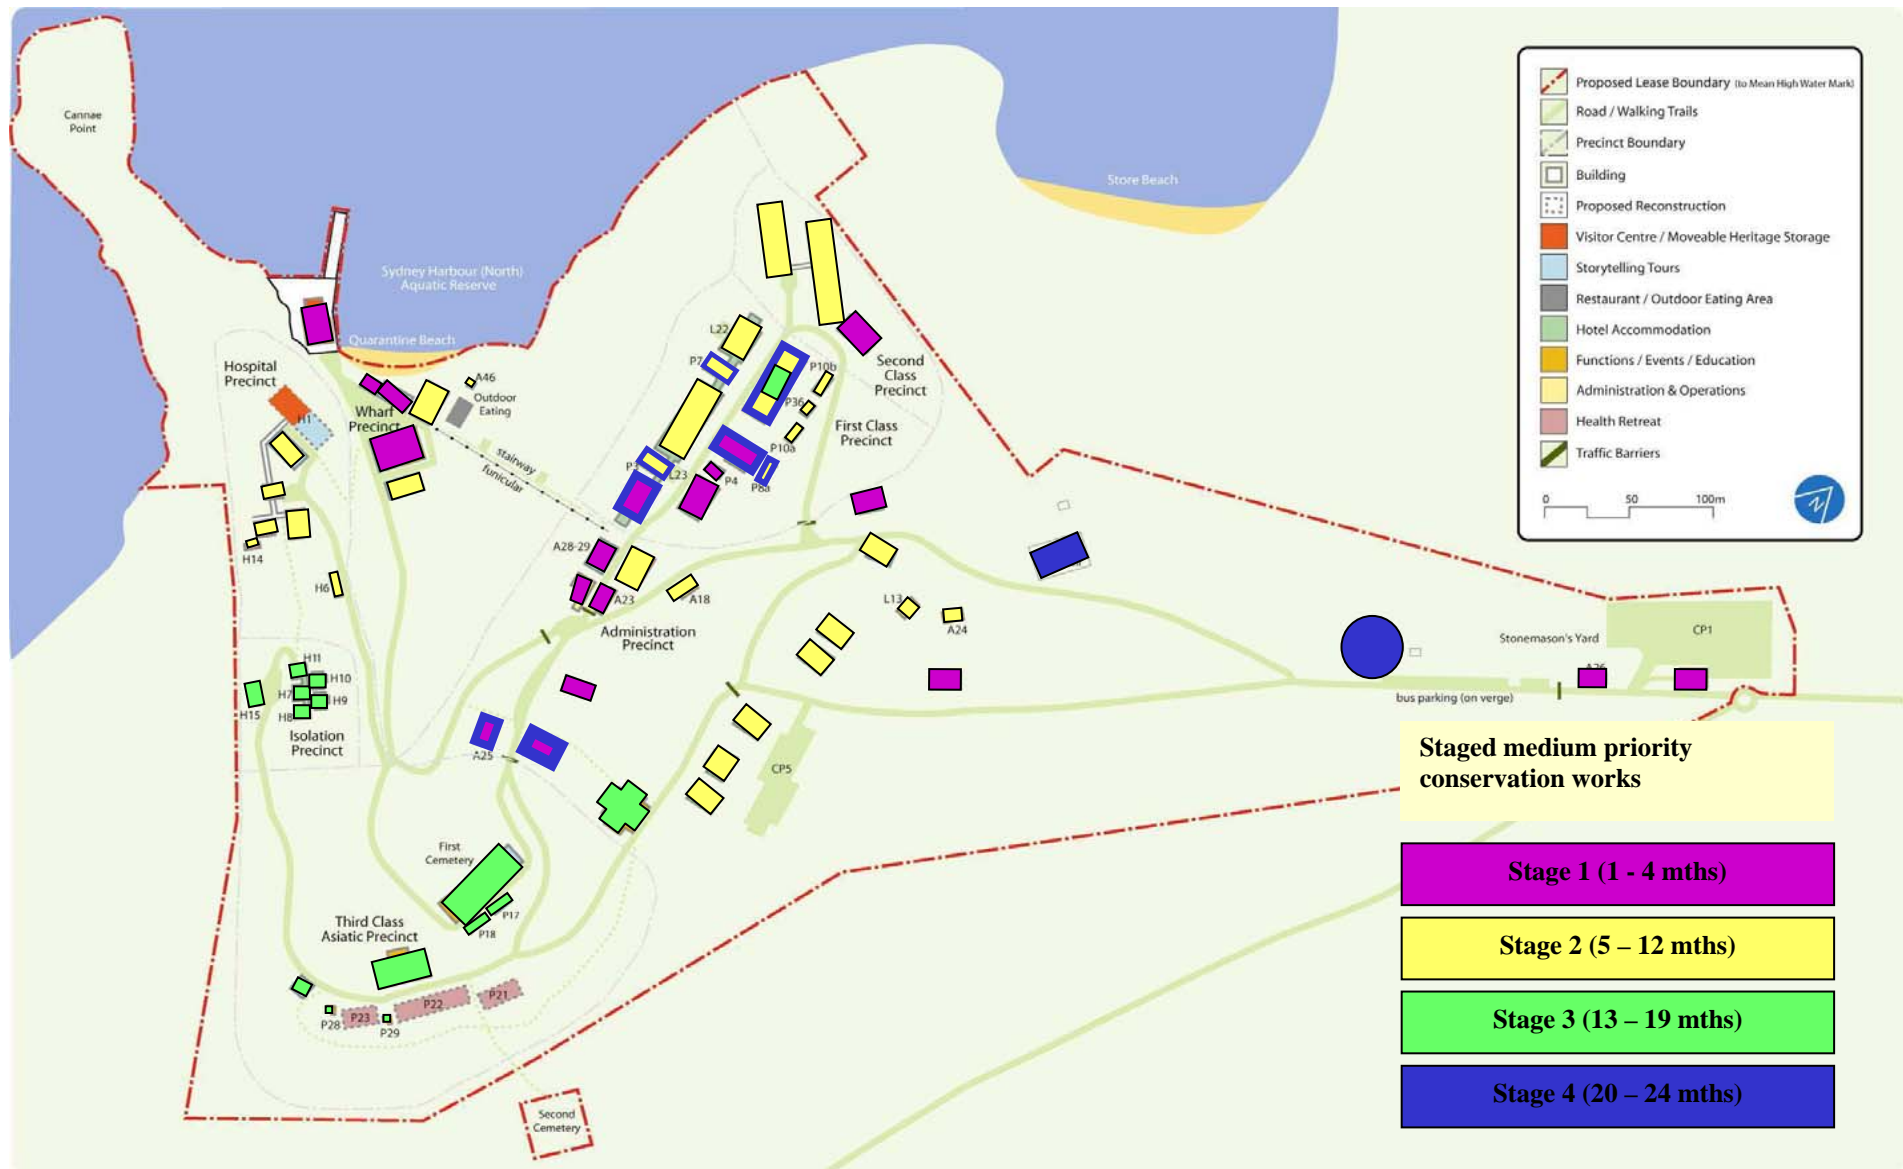 Cannae
Point
Store Beach
Sydney Harbour (North)
Aquatic Reserve
Quarantine Beach
Hospital
Precinct
H1
Wharf
Precinct
A46
Outdoor
Eating
stairway
funicular
L22
P7
L23
P4
P8a
P10b
P36
P10a
Second
Class
Precinct
First Class
Precinct
H14
H6
A28-29
A23
A18
Administration
Precinct
L13
A24
Stonemason's Yard
CP1
bus parking (on verge)
H11
H10
H7
H9
H8
H15
Isolation
Precinct
A25
CP5
First
Cemetery
P17
P18
Third Class
Asiatic Precinct
P28
P23
P29
P22
P21
Second
Cemetery
Proposed Lease Boundary (to Mean High Water Mark)
Road / Walking Trails
Precinct Boundary
Building
Proposed Reconstruction
Visitor Centre / Moveable Heritage Storage
Storytelling Tours
Restaurant / Outdoor Eating Area
Hotel Accommodation
Functions / Events / Education
Administration & Operations
Health Retreat
Traffic Barriers
0 50 100m
N
Staged medium priority
conservation works
Stage 1 (1 - 4 mths)
Stage 2 (5 – 12 mths)
Stage 3 (13 – 19 mths)
Stage 4 (20 – 24 mths)